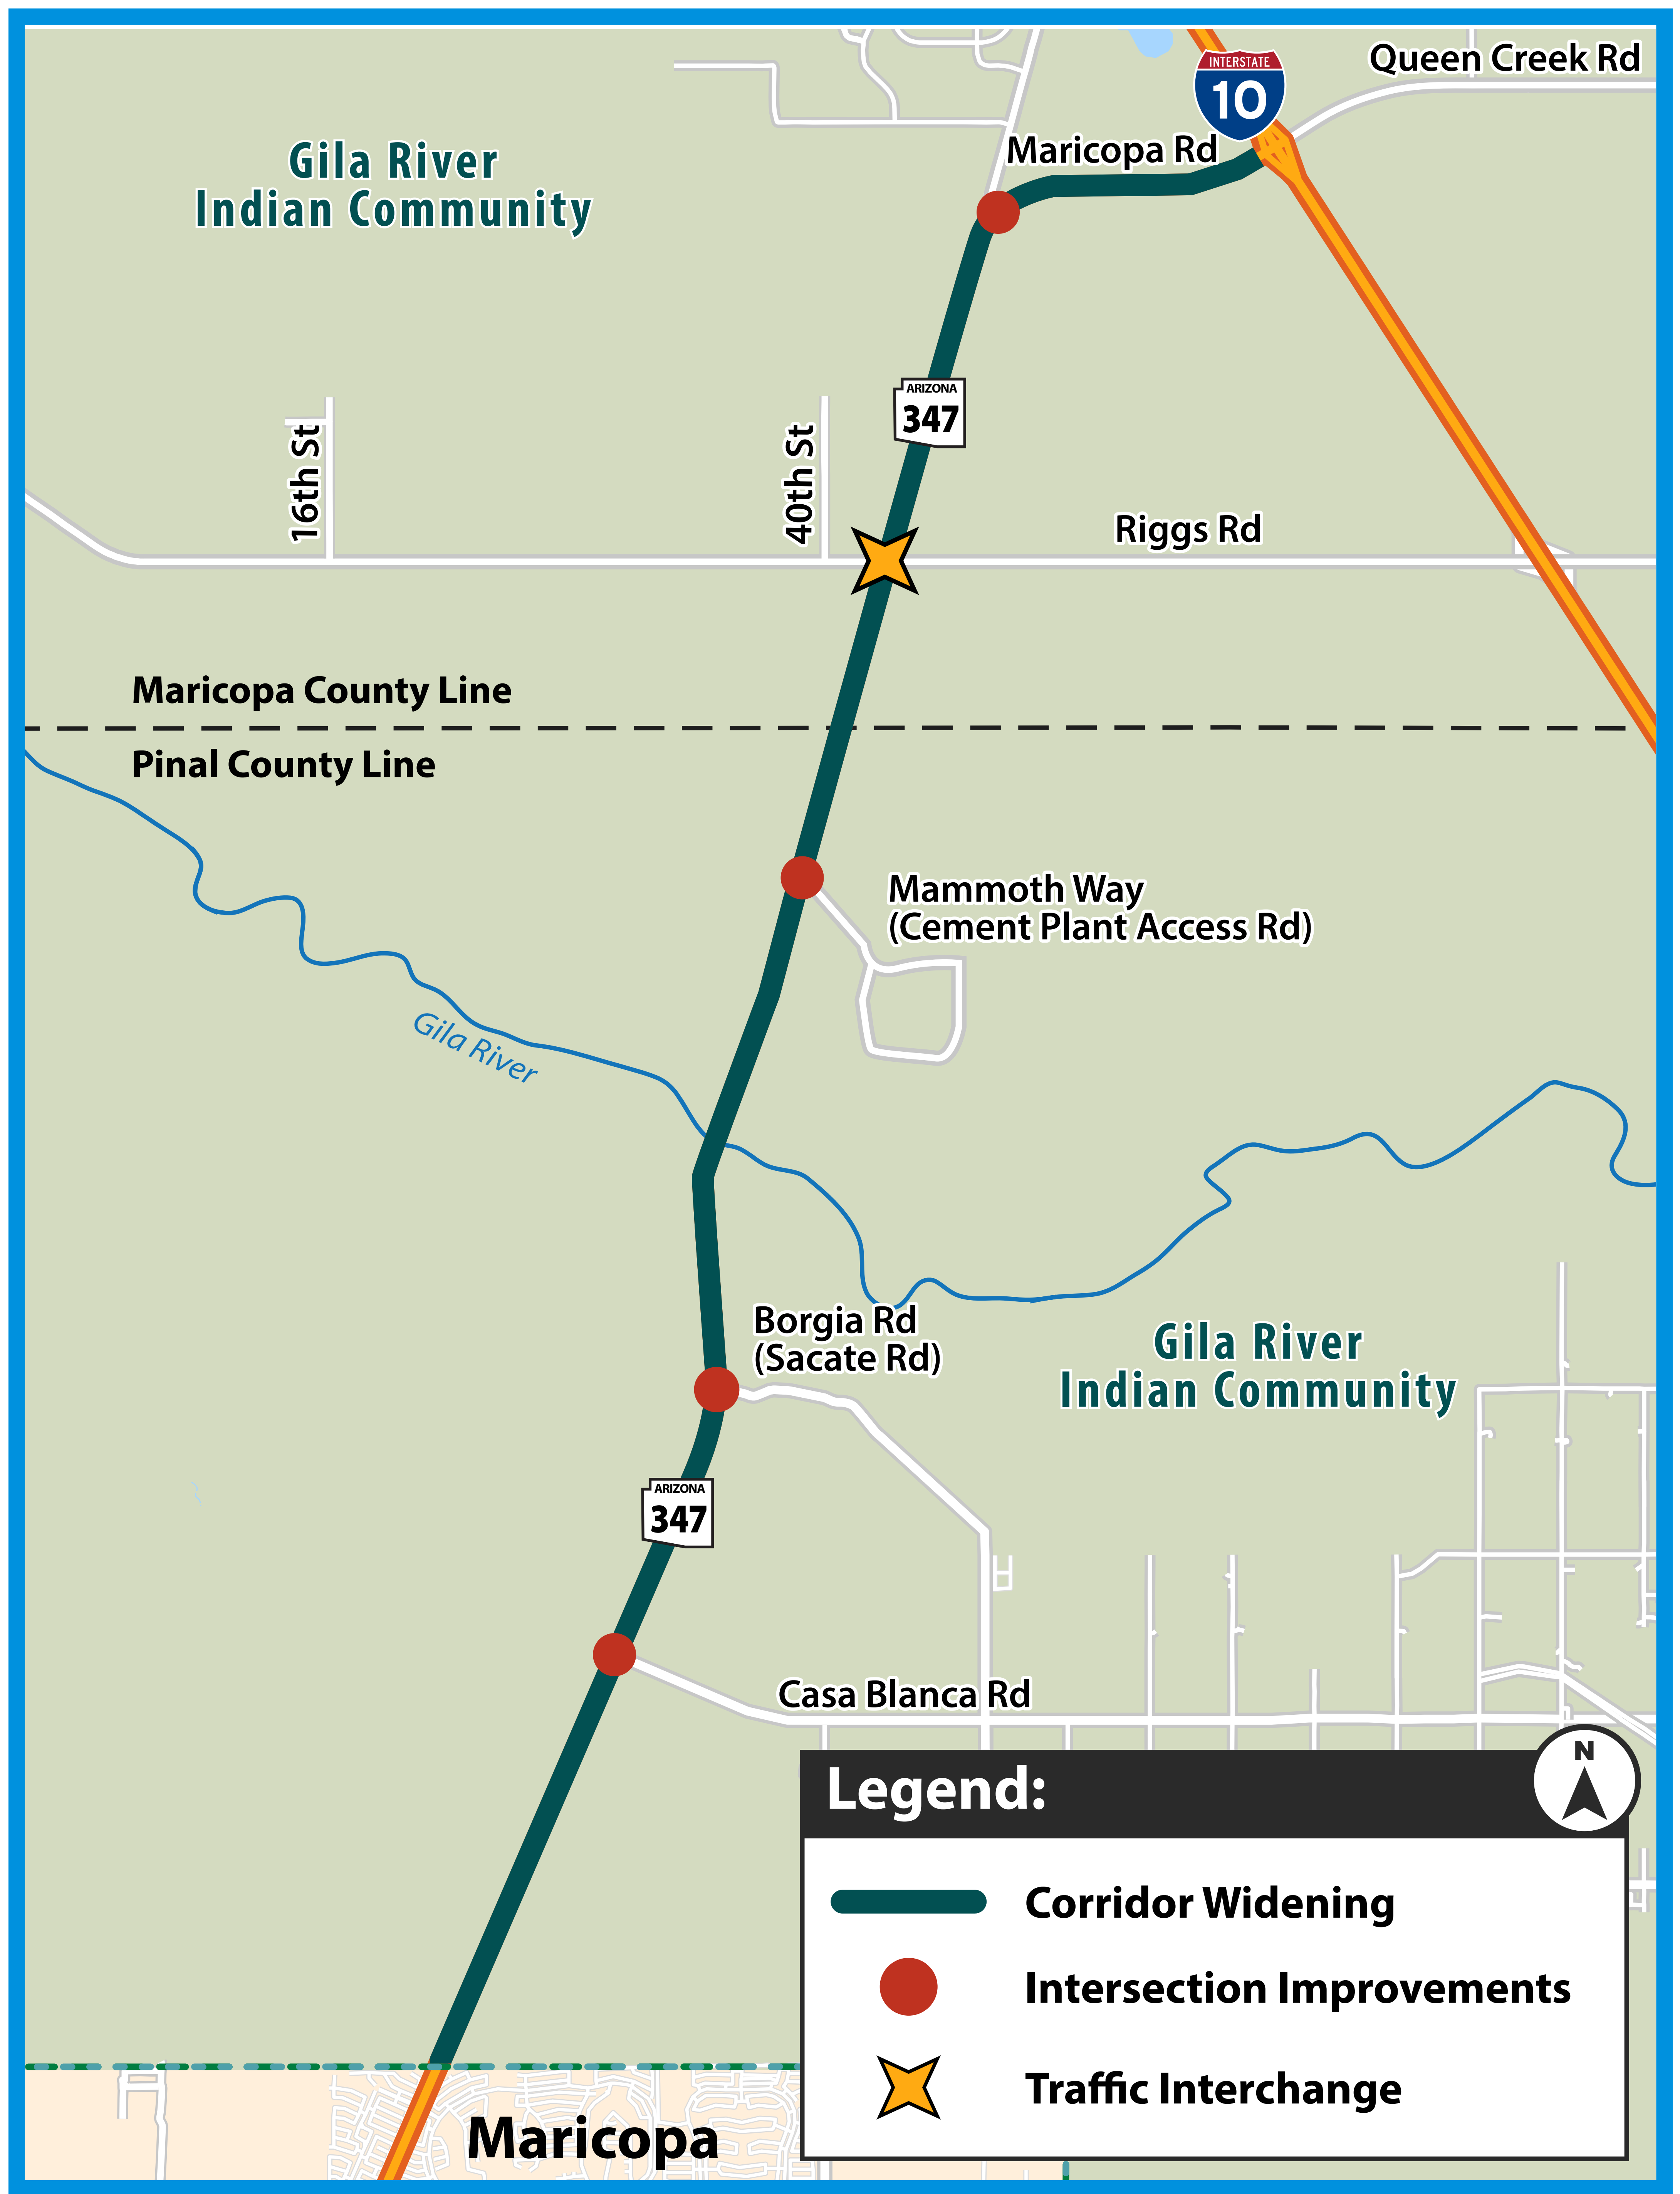 Queen Creek Rd
INTERSTATE
10
Maricopa Rd
Gila River
Indian Community
ARIZONA
347
16th St
40th St
Riggs Rd
Maricopa County Line
Pinal County Line
Mammoth Way
(Cement Plant Access Rd)
Gila River
Borgia Rd
(Sacate Rd)
Gila River
Indian Community
ARIZONA
347
Casa Blanca Rd
N
Legend:
Corridor Widening
Intersection Improvements
Traffic Interchange
Maricopa